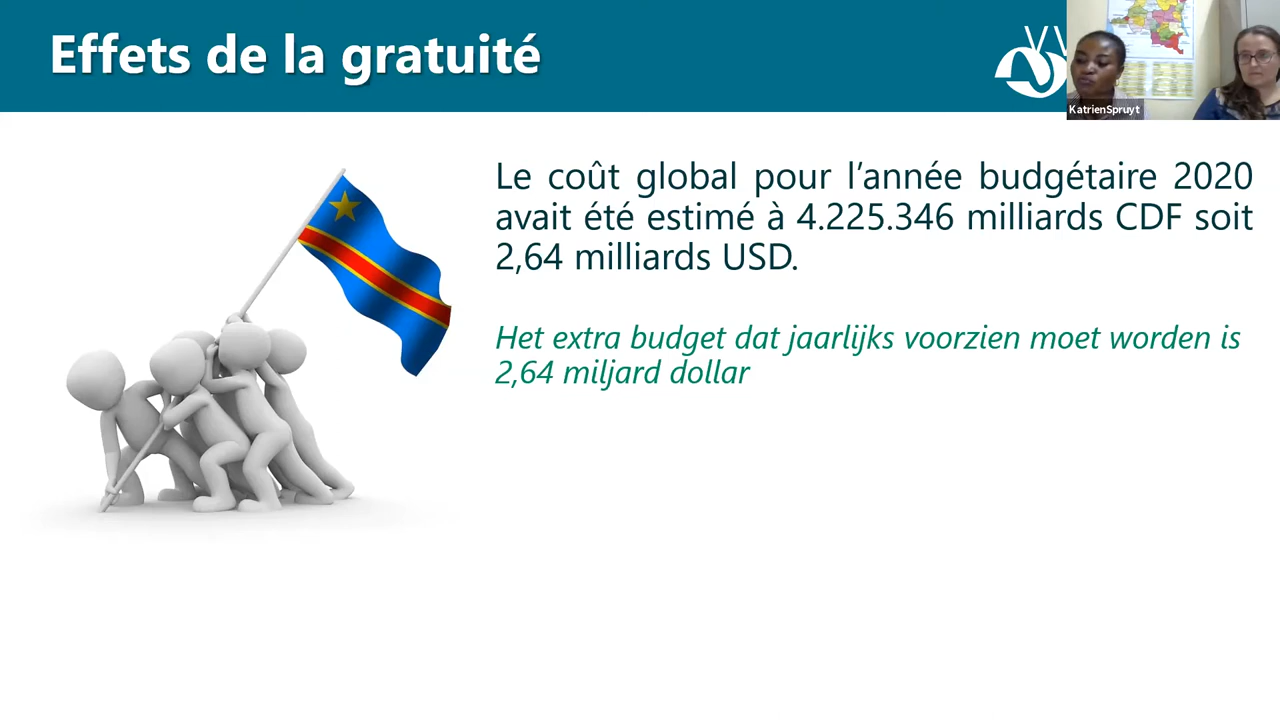 Effets de la gratuité
KatrienSpruyt
Le coût global pour l’année budgétaire 2020
avait été estimé à 4.225.346 milliards CDF soit
2,64 milliards USD.
Het extra budget dat jaarlijks voorzien moet worden is
2,64 miljard dollar